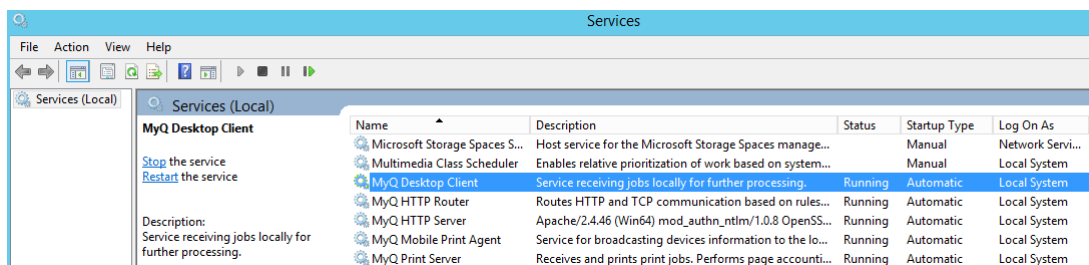 Services
File Action View Help
Services (Local)
Services (Local)
MyQ Desktop Client
Stop the service
Restart the service
Description:
Service receiving jobs locally for
further processing.
Name Description Status Startup Type Log On As
Microsoft Storage Spaces S... Host service for the Microsoft Storage Spaces manage... Manual Network Servi...
Multimedia Class Scheduler Enables relative prioritization of work based on system... Manual Local System
MyQ Desktop Client Service receiving jobs locally for further processing. Running Automatic Local System
MyQ HTTP Router Routes HTTP and TCP communication based on rules... Running Automatic Local System
MyQ HTTP Server Apache/2.4.46 (Win64) mod_authn_ntlm/1.0.8 OpenSS... Running Automatic Local System
MyQ Mobile Print Agent Service for broadcasting devices information to the lo... Running Automatic Local System
MyQ Print Server Receives and prints print jobs. Performs page accounti... Running Automatic Local System